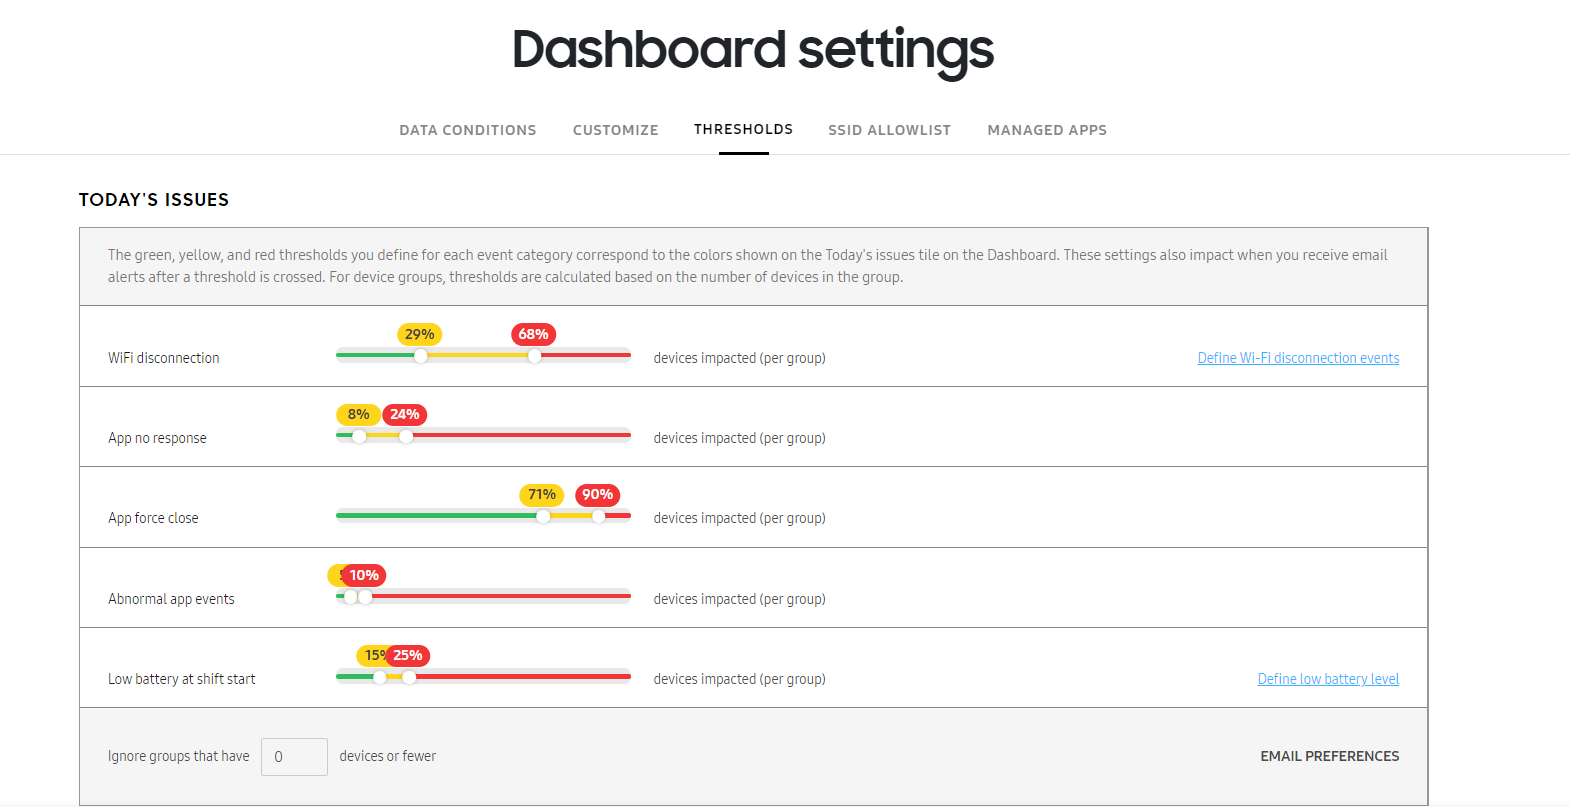 Dashboard settings
DATA CONDITIONS CUSTOMIZE THRESHOLDS SSID ALLOWLIST MANAGED APPS
TODAY'S ISSUES
The green, yellow, and red thresholds you define for each event category correspond to the colors shown on the Today's issues tile on the Dashboard. These settings also impact when you receive email
alerts after a threshold is crossed. For device groups, thresholds are calculated based on the number of devices in the group.
29% 68%
WiFi disconnection devices impacted (per group) Define Wi-Fi disconnection events
8% 24%
App no response devices impacted (per group)
71% 90%
App force close devices impacted (per group)
10%
Abnormal app events devices impacted (per group)
15% 25%
Low battery at shift start devices impacted (per group) Define low battery level
Ignore groups that have 0 devices or fewer EMAIL PREFERENCES